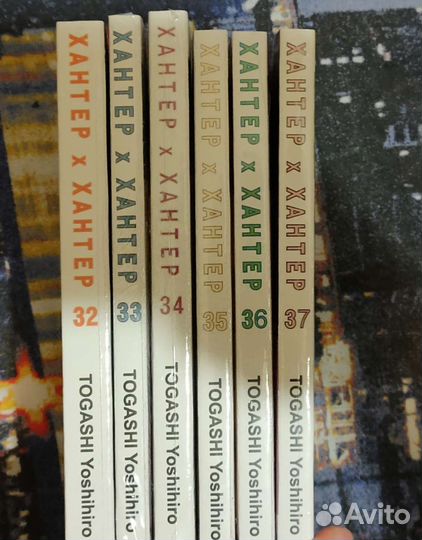 ХАНТЕР x ХАНТЕР 32 TOGASHI Yoshihiro
ХАНТЕР x ХАНТЕР 33 TOGASHI Yoshihiro
ХАНТЕР x ХАНТЕР 34 TOGASHI Yoshihiro
ХАНТЕР x ХАНТЕР 35 TOGASHI Yoshihiro
ХАНТЕР x ХАНТЕР 36 TOGASHI Yoshihiro
ХАНТЕР x ХАНТЕР 37 TOGASHI Yoshihiro
Avito